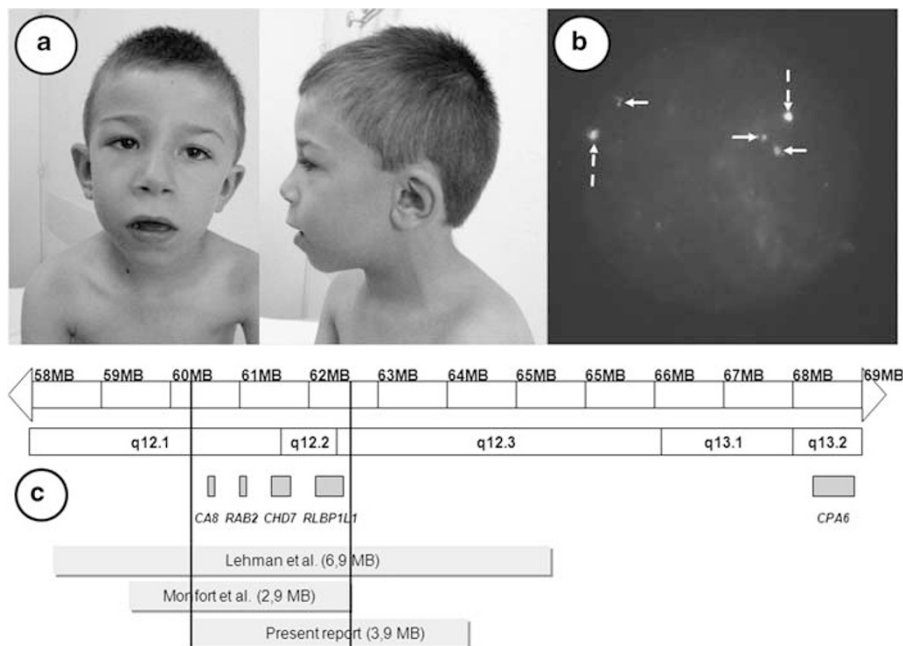 a
b
58MB 59MB 60MB 61MB 62MB 63MB 64MB 65MB 65MB 66MB 67MB 68MB 69MB
q12.1 q12.2 q12.3 q13.1 q13.2
c
CA8 RAB2 CHD7 RLBP1L1 CPA6
Lehman et al. (6,9 MB)
Monfort et al. (2,9 MB)
Present report (3,9 MB)